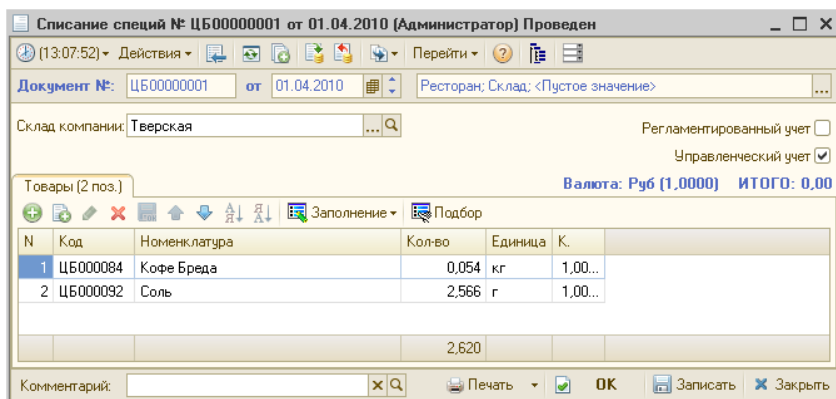 Списание специй № ЦБ00000001 от 01.04.2010 (Администратор) Проведен
(13:07:52) Действия Перейти
Документ №: ЦБ00000001 от 01.04.2010 Ресторан; Склад; <Пустое значение> ...
Склад компании: Тверская ... Регламентированный учет
Управленческий учет
Товары (2 поз.) Валюта: Руб (1,0000) ИТОГО: 0,00
Заполнение Подбор
N Код Номенклатура Кол-во Единица К.
1 ЦБ000084 Кофе Бреда 0,054 кг 1,00...
2 ЦБ000092 Соль 2,566 г 1,00...
2,620
Комментарий: Печать OK Записать Закрыть